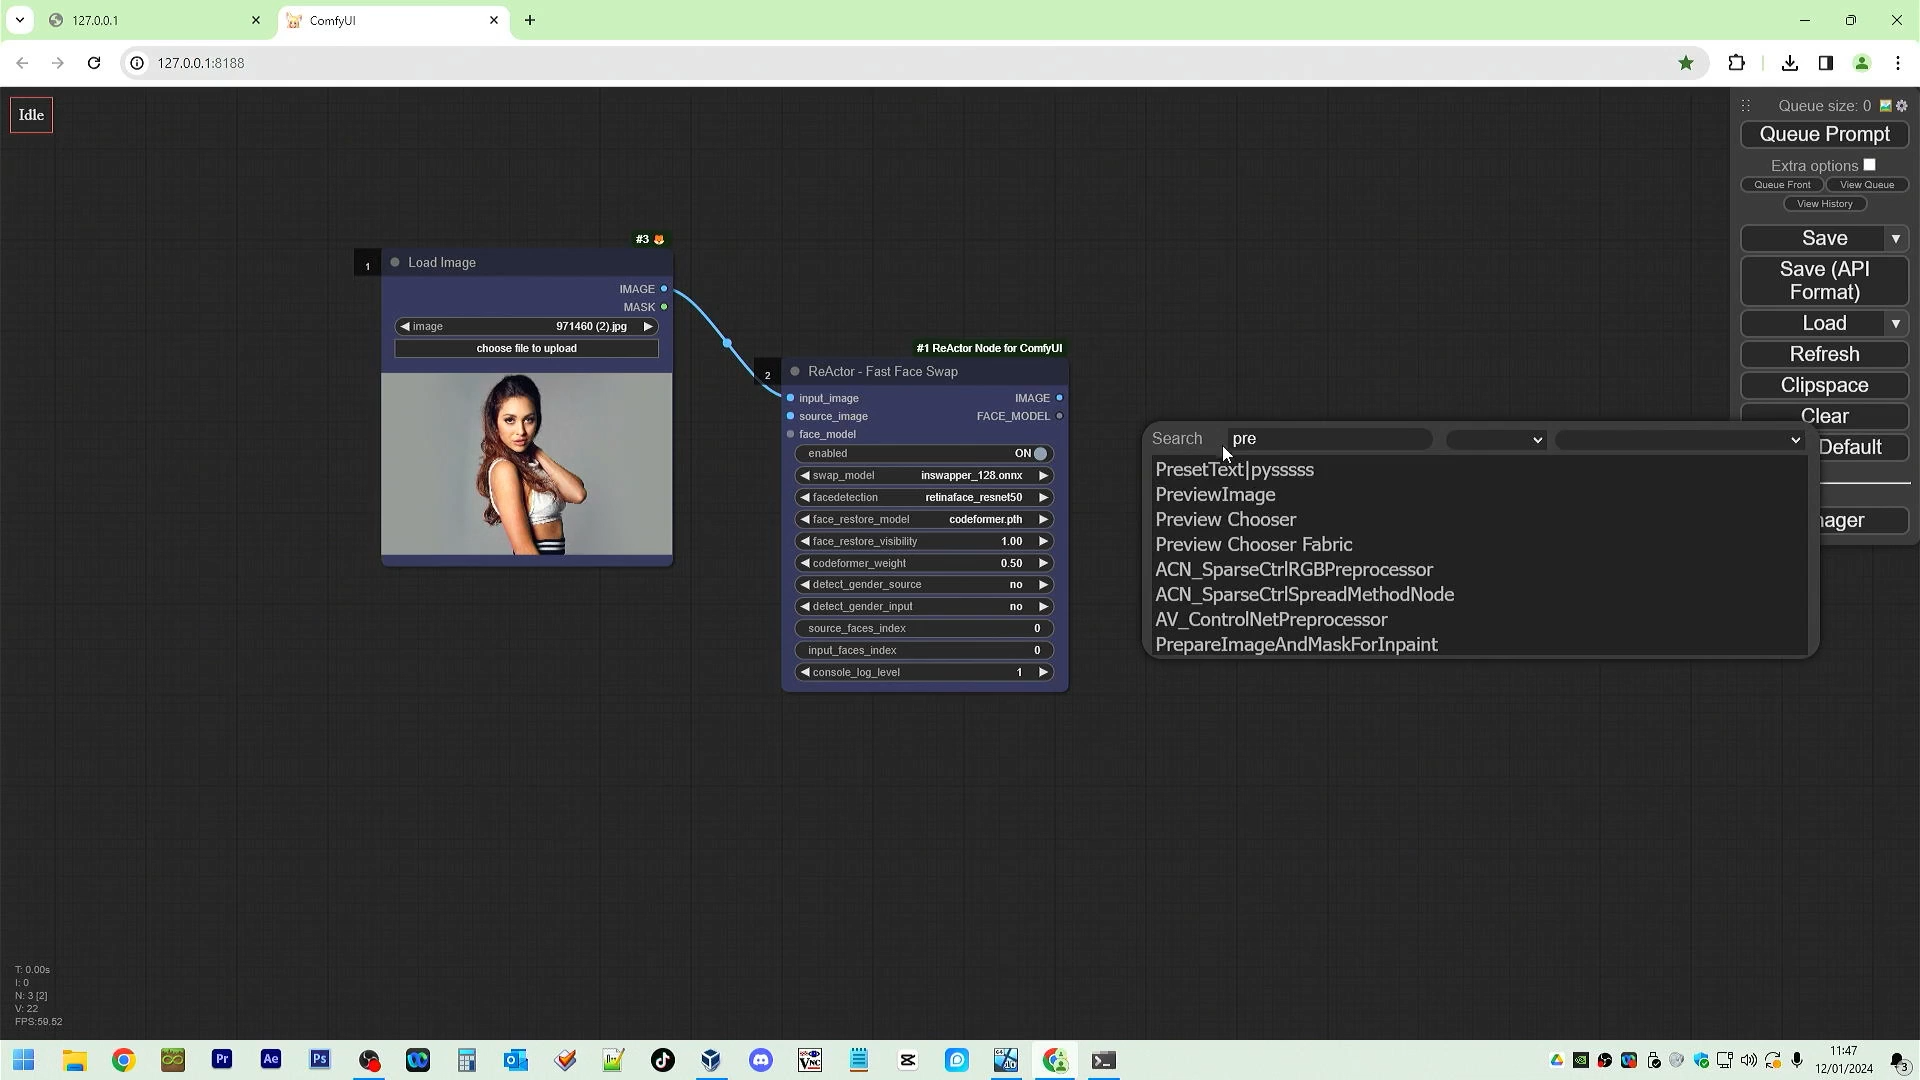 127.0.0.1
ComfyUI
127.0.0.1:8188
Idle
Queue size: 0
Queue Prompt
Extra options
Queue Front
View Queue
View History
Save
Save (API Format)
Load
Refresh
Clipspace
Clear
Default
nager
#3
1
Load Image
IMAGE
MASK
image 971460 (2).jpg
choose file to upload
#1 ReActor Node for ComfyUI
2
ReActor - Fast Face Swap
input_image IMAGE
source_image FACE_MODEL
face_model
enabled ON
swap_model inswapper_128.onnx
facedetection retinaface_resnet50
face_restore_model codeformer.pth
face_restore_visibility 1.00
codeformer_weight 0.50
detect_gender_source no
detect_gender_input no
source_faces_index 0
input_faces_index 0
console_log_level 1
Search pre
PresetText|pysssss
PreviewImage
Preview Chooser
Preview Chooser Fabric
ACN_SparseCtrlRGBPreprocessor
ACN_SparseCtrlSpreadMethodNode
AV_ControlNetPreprocessor
PrepareImageAndMaskForInpaint
T: 0.00s
I: 0
N: 3 [2]
V: 22
FPS:59.52
Pr
Ae
Ps
11:47
12/01/2024
3